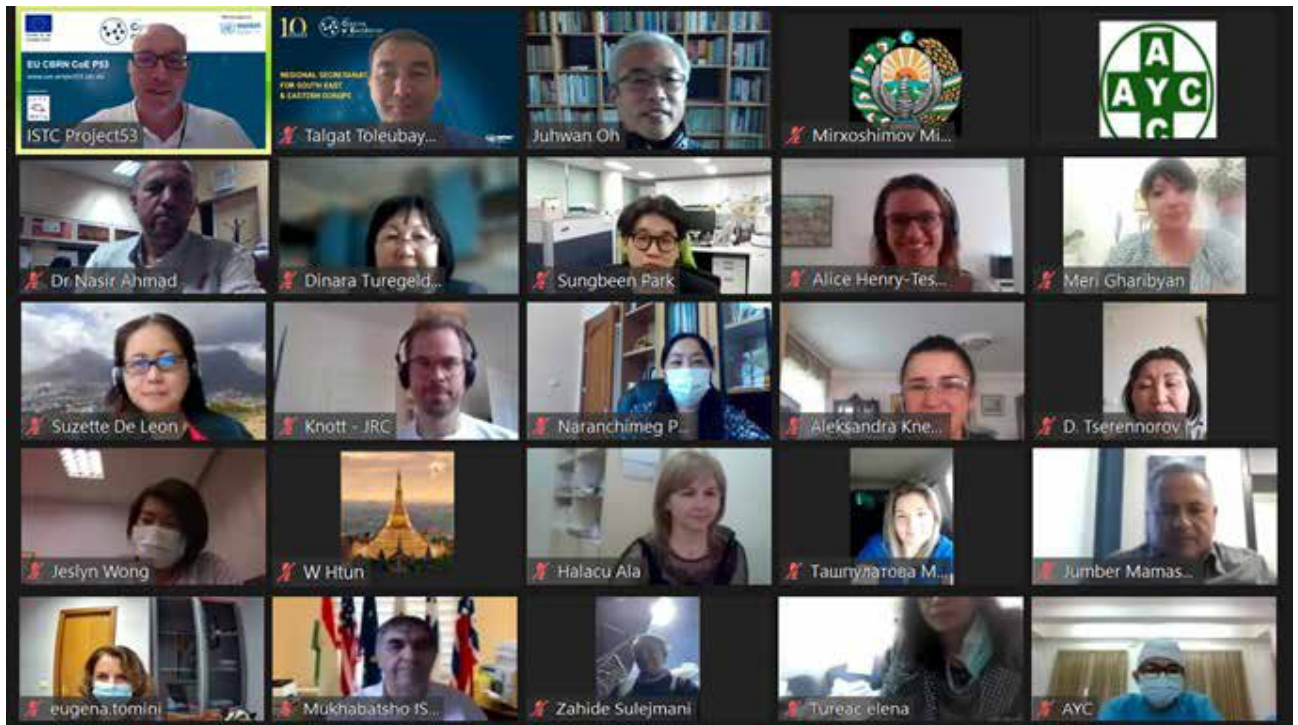 EU CBRN CoE P53
ISTC Project53
10
REGIONAL SECRETARIAT
FOR SOUTH EAST
& EASTERN EUROPE
Talgat Toleubay...
Juhwan Oh
Mirxoshimov Mi...
A
AYC
C
Dr Nasir Ahmad
Dinara Turegeld...
Sungbeen Park
Alice Henry-Tes...
Meri Gharibyan
Suzette De Leon
Knott - JRC
Naranchimeg P...
Aleksandra Kne...
D. Tserennorov
Jeslyn Wong
W Htun
Halacu Ala
Ташпулатова М...
Jumber Mamas...
eugena.tomini
Mukhabatsho IS...
Zahide Sulejmani
Tureac elena
AYC